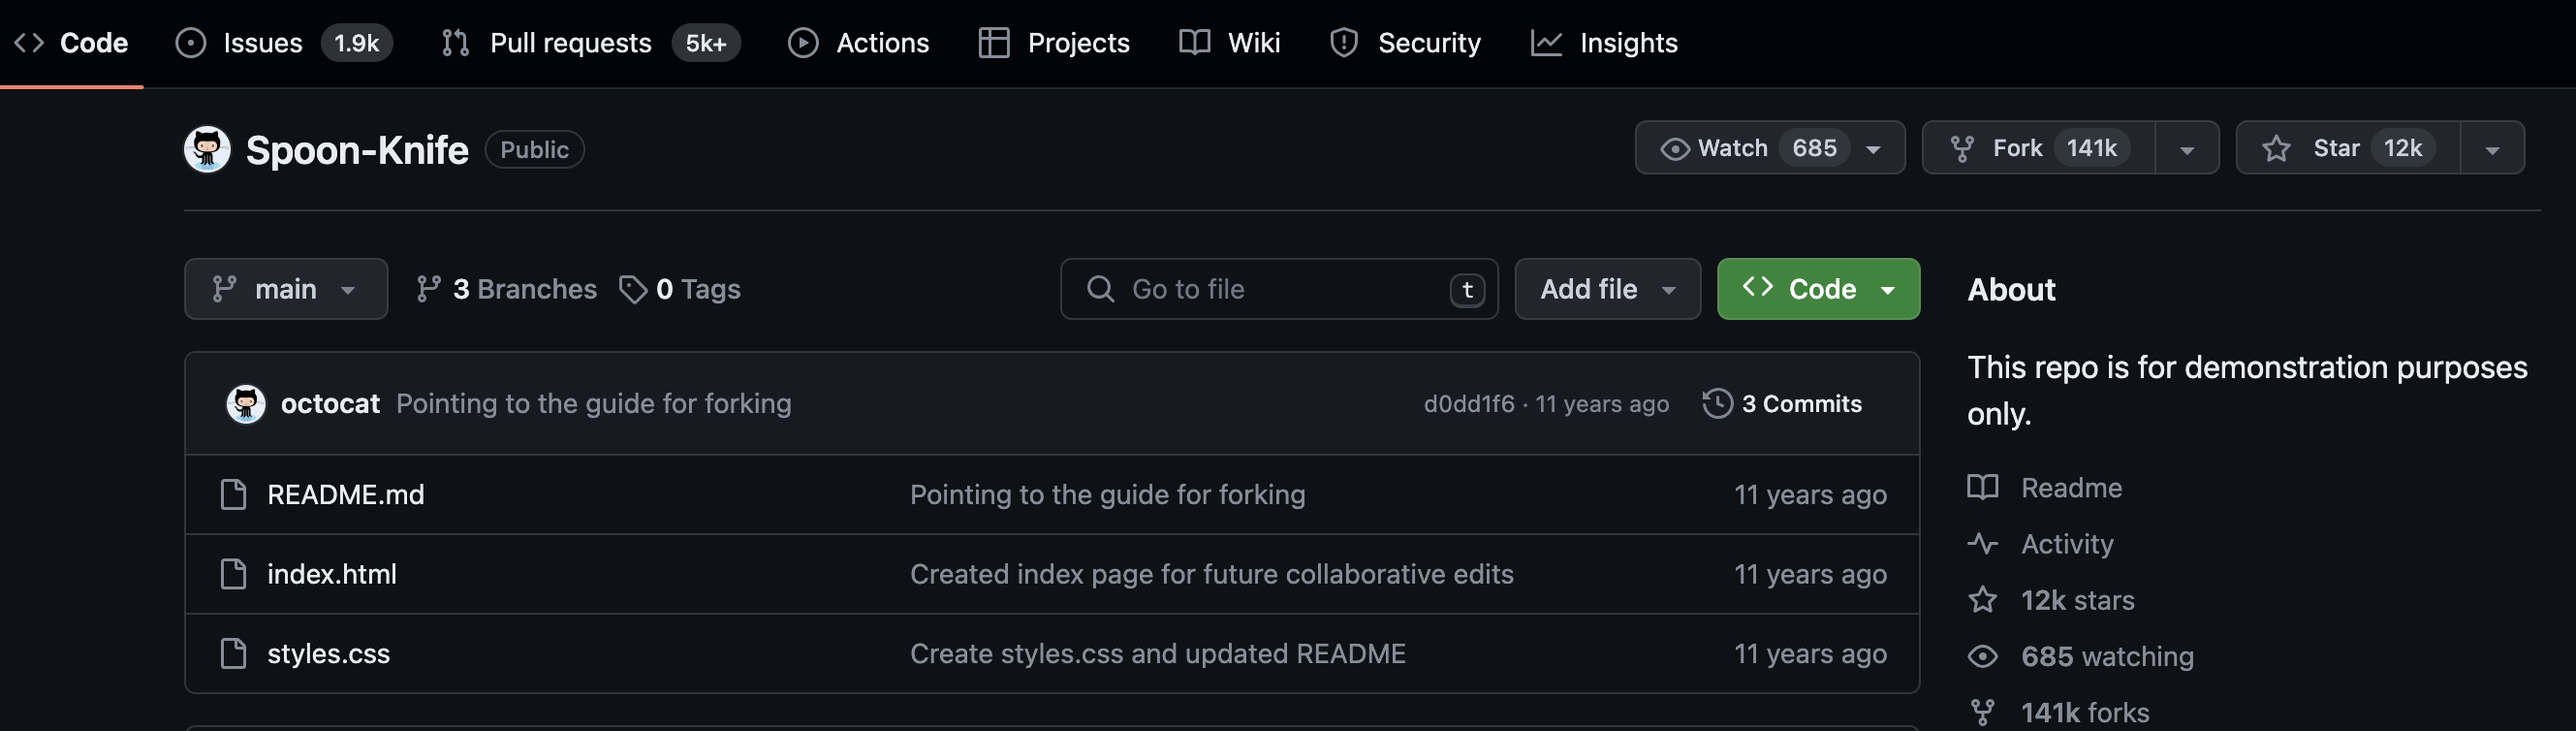 Code Issues 1.9k Pull requests 5k+ Actions Projects Wiki Security Insights
Spoon-Knife Public Watch 685 Fork 141k Star 12k
main 3 Branches 0 Tags Go to file t Add file Code
octocat Pointing to the guide for forking d0dd1f6 · 11 years ago 3 Commits
README.md Pointing to the guide for forking 11 years ago
index.html Created index page for future collaborative edits 11 years ago
styles.css Create styles.css and updated README 11 years ago
About
This repo is for demonstration purposes
only.
Readme
Activity
12k stars
685 watching
141k forks